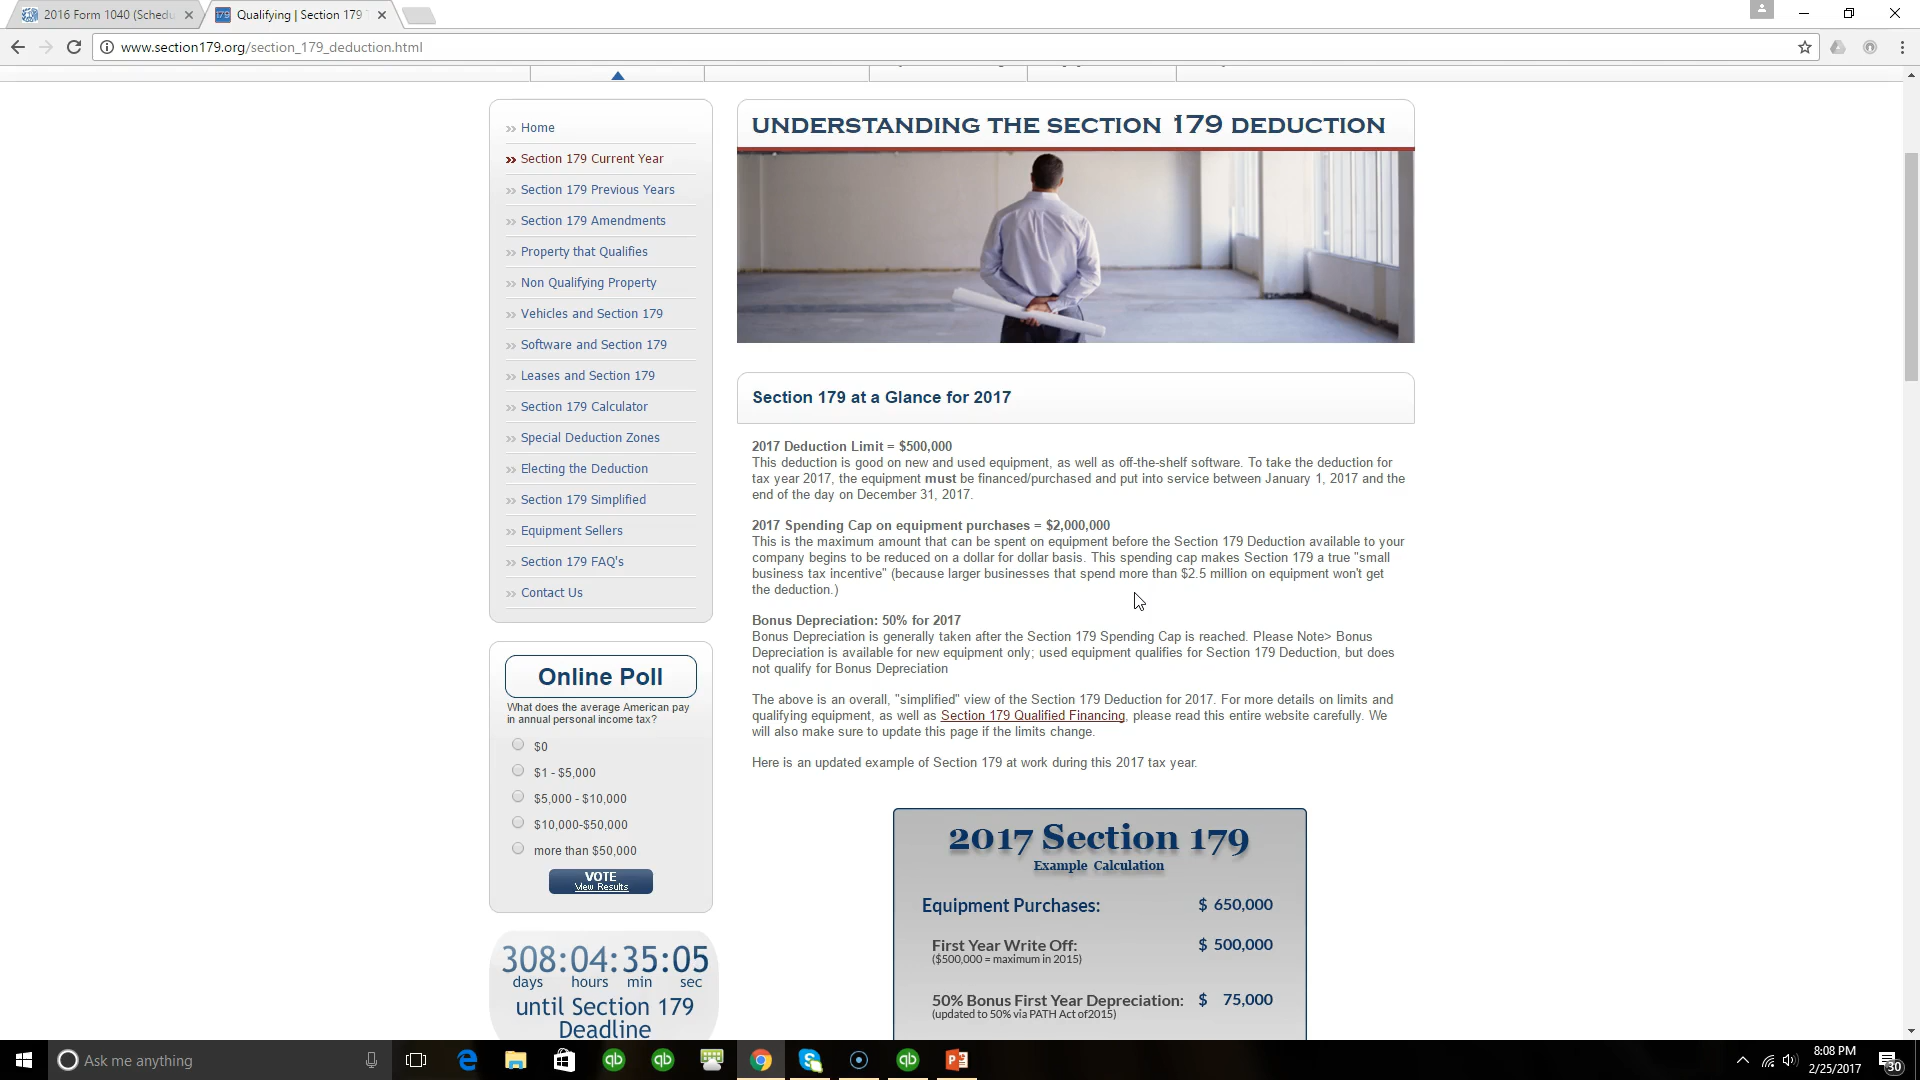 2016 Form 1040 (Schedu
Qualifying | Section 179
www.section179.org/section_179_deduction.html
Home
Section 179 Current Year
Section 179 Previous Years
Section 179 Amendments
Property that Qualifies
Non Qualifying Property
Vehicles and Section 179
Software and Section 179
Leases and Section 179
Section 179 Calculator
Special Deduction Zones
Electing the Deduction
Section 179 Simplified
Equipment Sellers
Section 179 FAQ's
Contact Us
Online Poll
What does the average American pay
in annual personal income tax?
$0
$1 - $5,000
$5,000 - $10,000
$10,000-$50,000
more than $50,000
VOTE
View Results
308:04:35:05
days hours min sec
until Section 179
Deadline
UNDERSTANDING THE SECTION 179 DEDUCTION
Section 179 at a Glance for 2017
2017 Deduction Limit = $500,000
This deduction is good on new and used equipment, as well as off-the-shelf software. To take the deduction for
tax year 2017, the equipment must be financed/purchased and put into service between January 1, 2017 and the
end of the day on December 31, 2017.
2017 Spending Cap on equipment purchases = $2,000,000
This is the maximum amount that can be spent on equipment before the Section 179 Deduction available to your
company begins to be reduced on a dollar for dollar basis. This spending cap makes Section 179 a true "small
business tax incentive" (because larger businesses that spend more than $2.5 million on equipment won't get
the deduction.)
Bonus Depreciation: 50% for 2017
Bonus Depreciation is generally taken after the Section 179 Spending Cap is reached. Please Note> Bonus
Depreciation is available for new equipment only; used equipment qualifies for Section 179 Deduction, but does
not qualify for Bonus Depreciation
The above is an overall, "simplified" view of the Section 179 Deduction for 2017. For more details on limits and
qualifying equipment, as well as Section 179 Qualified Financing, please read this entire website carefully. We
will also make sure to update this page if the limits change.
Here is an updated example of Section 179 at work during this 2017 tax year.
2017 Section 179
Example Calculation
Equipment Purchases: $ 650,000
First Year Write Off: $ 500,000
($500,000 = maximum in 2015)
50% Bonus First Year Depreciation: $ 75,000
(updated to 50% via PATH Act of2015)
Ask me anything
8:08 PM
2/25/2017
30